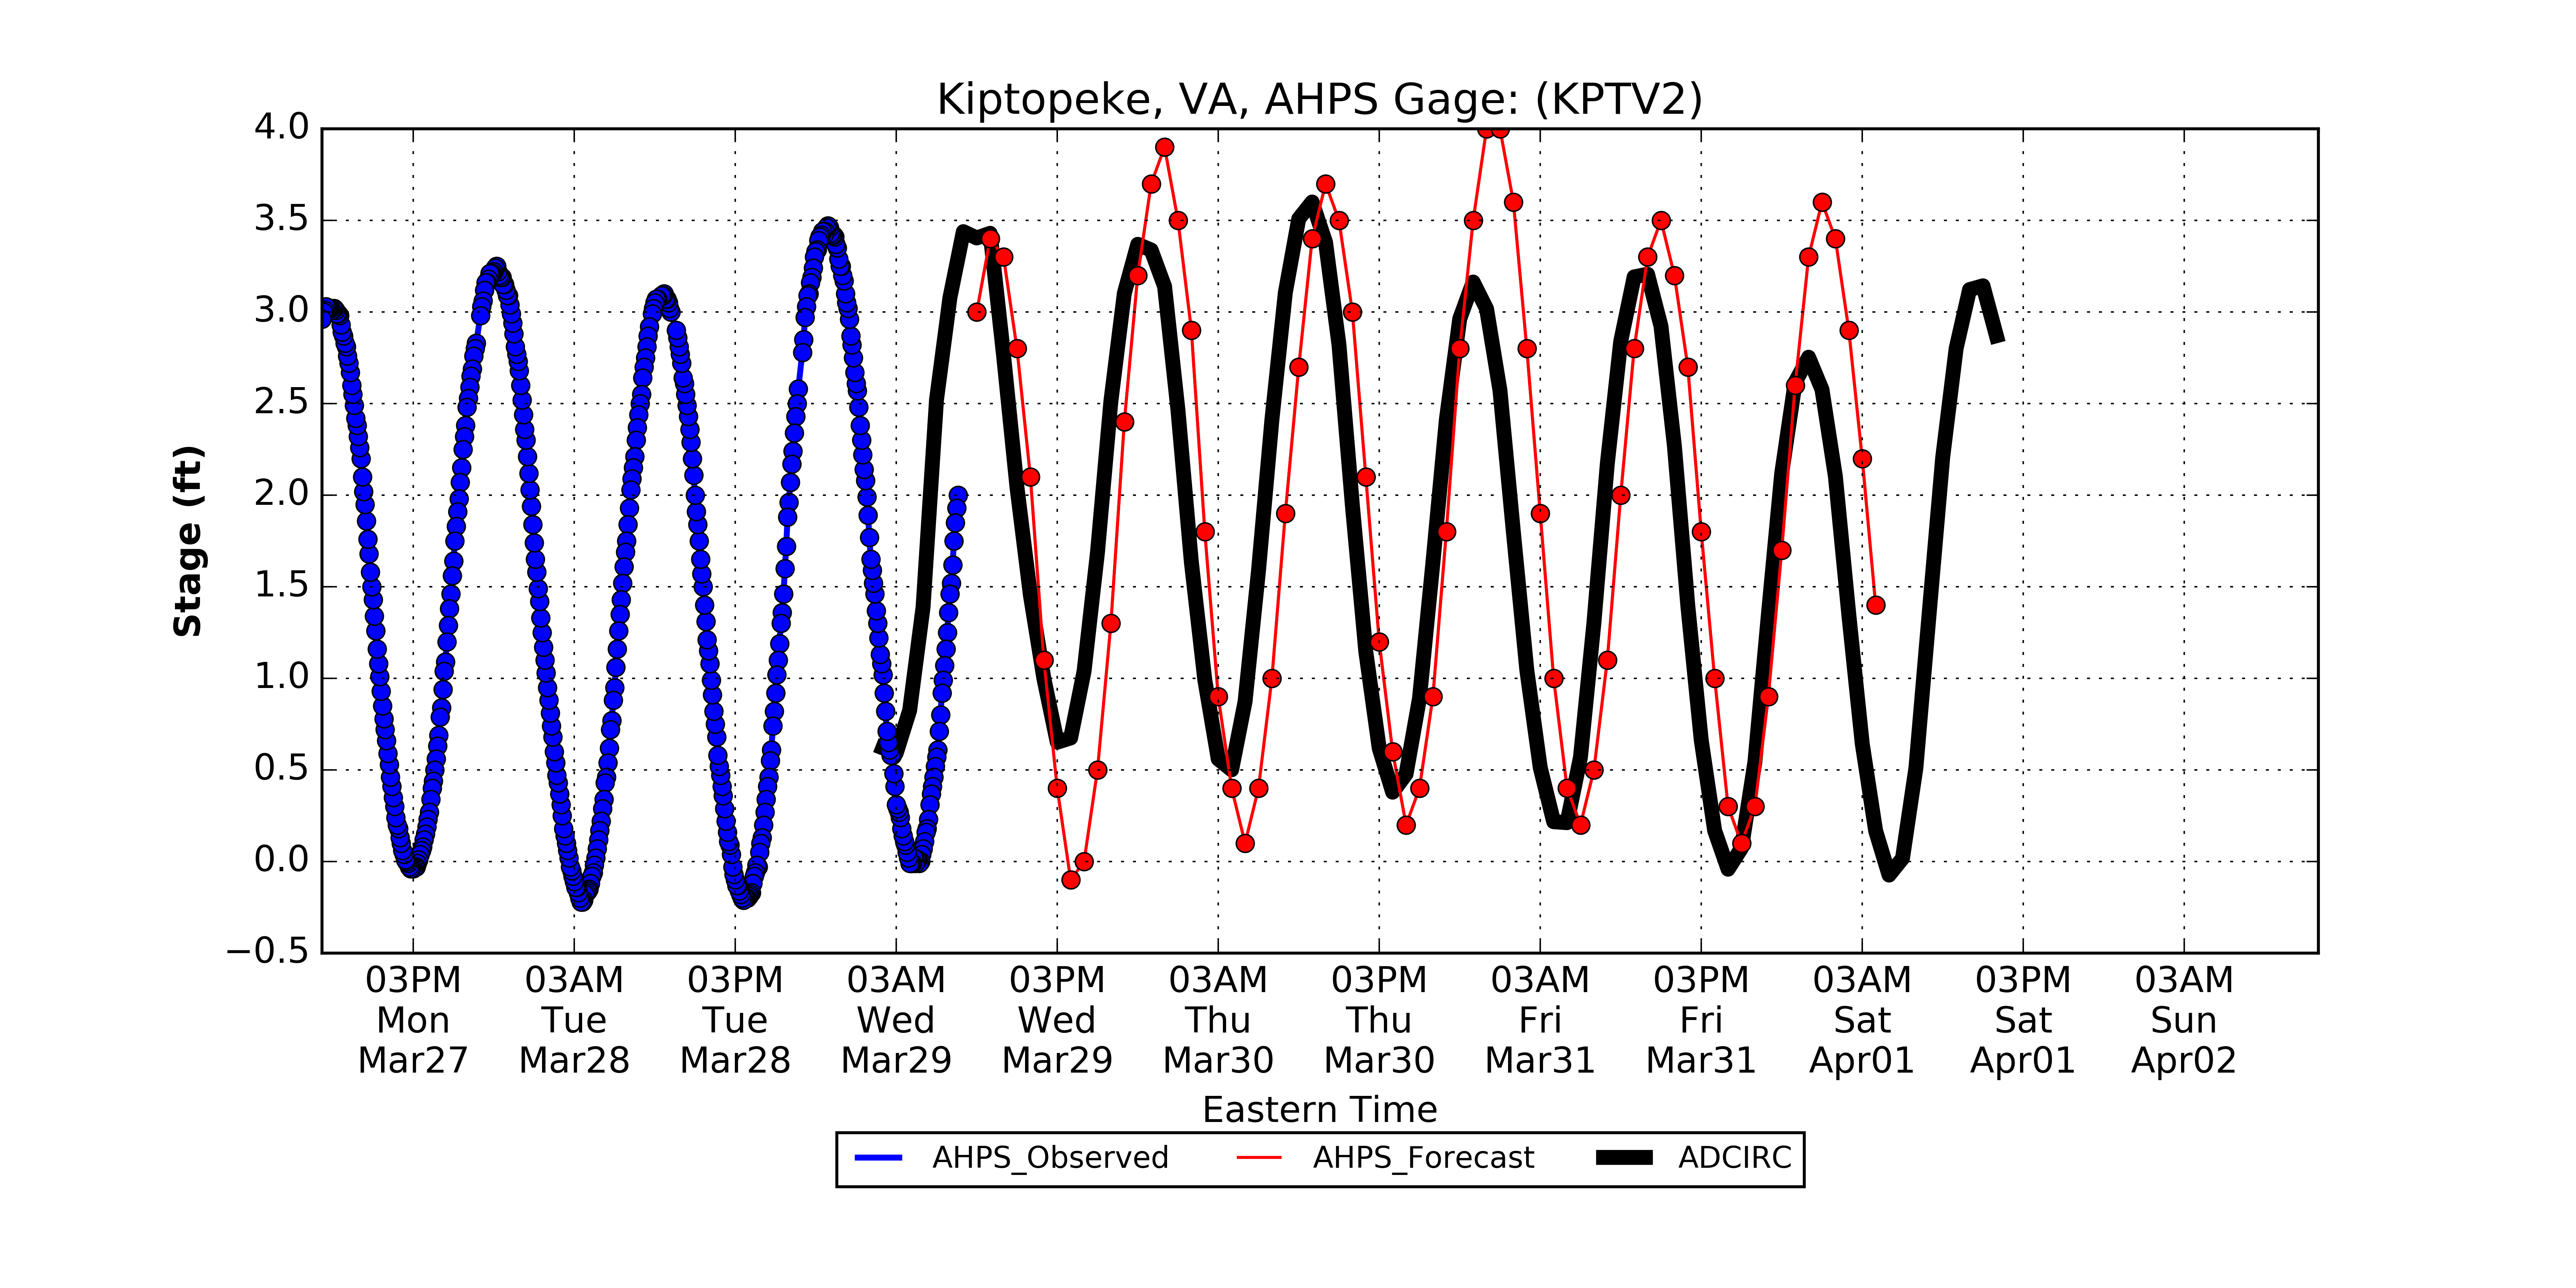 Kiptopeke, VA, AHPS Gage: (KPTV2)
4.0
3.5
3.0
2.5
2.0
1.5
1.0
0.5
0.0
−0.5
Stage (ft)
03PM 03AM 03PM 03AM 03PM 03AM 03PM 03AM 03PM 03AM 03PM 03AM
Mon Tue Tue Wed Wed Thu Thu Fri Fri Sat Sat Sun
Mar27 Mar28 Mar28 Mar29 Mar29 Mar30 Mar30 Mar31 Mar31 Apr01 Apr01 Apr02
Eastern Time
AHPS_Observed AHPS_Forecast ADCIRC